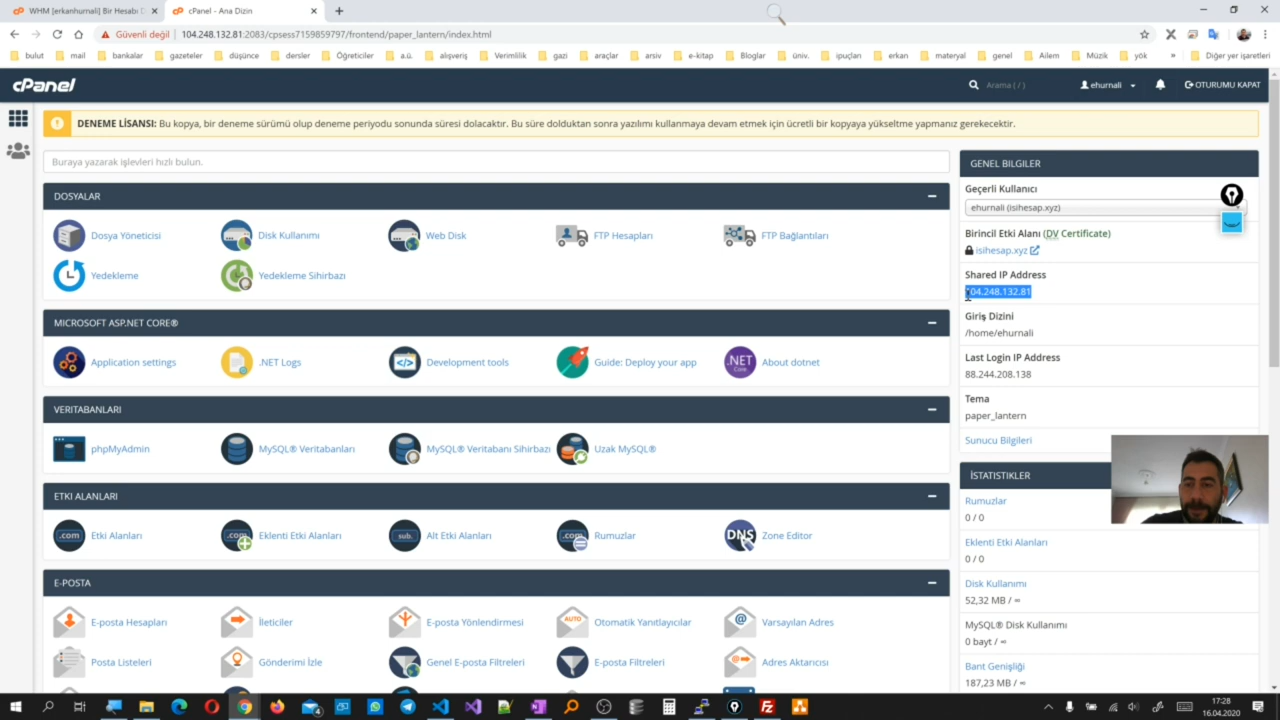 WHM [erkanhurnali] Bir Hesabı D
cPanel - Ana Dizin
Güvenli değil
104.248.132.81:2083/cpsess7159859797/frontend/paper_lantern/index.html
bulut
mail
bankalar
gazeteler
düşünce
dersler
Öğreticiler
a.ü.
alışveriş
Verimlilik
gazi
araçlar
arsiv
e-kitap
Bloglar
üniv.
ipuçları
erkan
materyal
genel
Ailem
Müzik
yök
»
Diğer yer işaretleri
cPanel
Arama ( / )
ehurnali
OTURUMU KAPAT
DENEME LİSANSI: Bu kopya, bir deneme sürümü olup deneme periyodu sonunda süresi dolacaktır. Bu süre dolduktan sonra yazılımı kullanmaya devam etmek için ücretli bir kopyaya yükseltme yapmanız gerekecektir.
Buraya yazarak işlevleri hızlı bulun.
DOSYALAR
Dosya Yöneticisi
Disk Kullanımı
Web Disk
FTP Hesapları
FTP Bağlantıları
Yedekleme
Yedekleme Sihirbazı
MICROSOFT ASP.NET CORE®
Application settings
.NET Logs
Development tools
Guide: Deploy your app
.NET Core
About dotnet
VERITABANLARI
phpMyAdmin
MySQL® Veritabanları
MySQL® Veritabanı Sihirbazı
Uzak MySQL®
ETKI ALANLARI
.com
Etki Alanları
.com
Eklenti Etki Alanları
sub.
Alt Etki Alanları
.com
Rumuzlar
DNS
Zone Editor
E-POSTA
E-posta Hesapları
İleticiler
E-posta Yönlendirmesi
AUTO
Otomatik Yanıtlayıcılar
@
Varsayılan Adres
Posta Listeleri
Gönderimi İzle
Genel E-posta Filtreleri
E-posta Filtreleri
Adres Aktarıcısı
GENEL BILGILER
Geçerli Kullanıcı
ehurnali (isihesap.xyz)
Birincil Etki Alanı (DV Certificate)
isihesap.xyz
Shared IP Address
104.248.132.81
Giriş Dizini
/home/ehurnali
Last Login IP Address
88.244.208.138
Tema
paper_lantern
Sunucu Bilgileri
İSTATISTIKLER
Rumuzlar
0 / 0
Eklenti Etki Alanları
0 / 0
Disk Kullanımı
52,32 MB / ∞
MySQL® Disk Kullanımı
0 bayt / ∞
Bant Genişliği
187,23 MB / ∞
17:28
16.04.2020